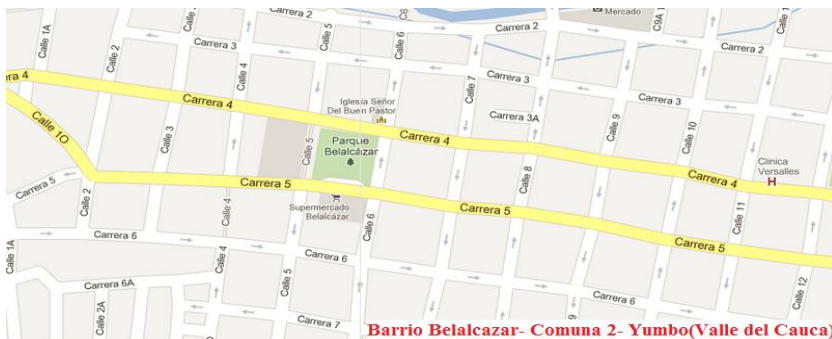 Carrera 2
C6
Mercado
C9A
Calle 1A
Calle 2
Calle 5
Calle 6
Carrera 2
Carrera 2
Carrera 3
Calle 4
Calle 7
Carrera 3
Carrera 3
Carrera 4
Iglesia Señor
Del Buen Pastor
Carrera 3A
Calle 1O
Calle 3
Calle 5
Parque
Belalcázar
Carrera 4
Calle 9
Calle 10
Clinica
Versalles
H
Carrera 4
Calle 8
Carrera 5
Calle 2
Carrera 5
Supermercado
Belalcázar
Calle 4
Calle 6
Carrera 5
Calle 11
Carrera 5
Carrera 6
Calle 1A
Calle 4
Carrera 6
Calle 5
Carrera 6A
Calle 2A
Carrera 6
Calle 12
Carrera 7
Barrio Belalcazar- Comuna 2- Yumbo(Valle del Cauca)